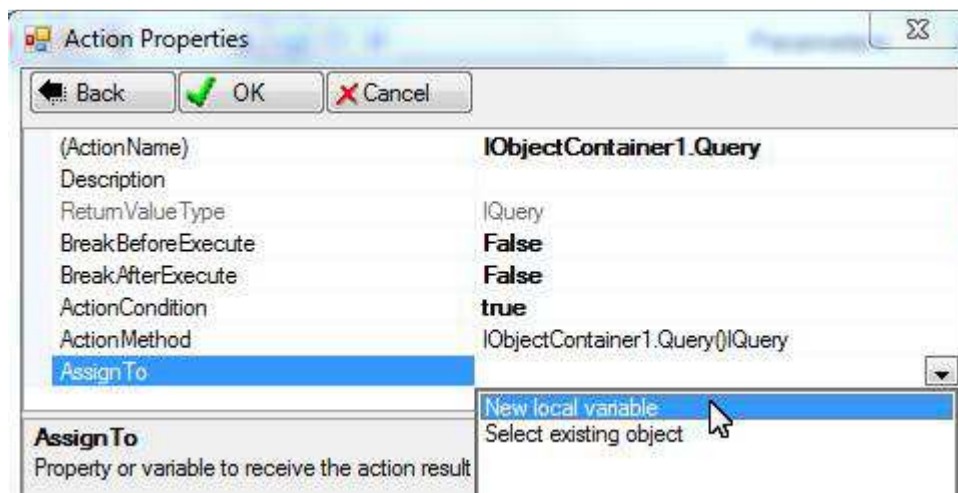 Action Properties
Back OK Cancel
(ActionName) IObjectContainer1.Query
Description
ReturnValueType IQuery
BreakBeforeExecute False
BreakAfterExecute False
ActionCondition true
ActionMethod IObjectContainer1.Query()IQuery
AssignTo
New local variable
Select existing object
AssignTo
Property or variable to receive the action result